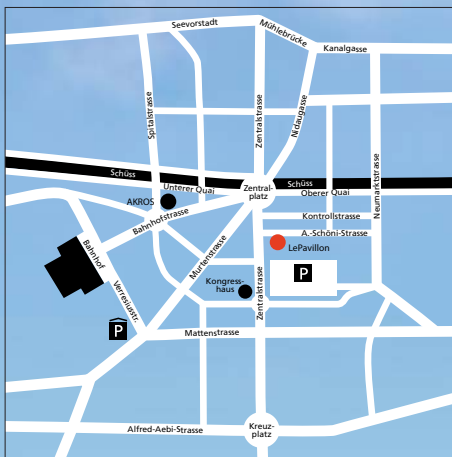 Seevorstadt
Mühlebrücke
Kanalgasse
Spitalstrasse
Zentralstrasse
Nidaugasse
Neumarktstrasse
Schüss
Unterer Quai
Zentral-
platz
Schüss
Oberer Quai
AKROS
Bahnhofstrasse
Kontrollstrasse
A.-Schöni-Strasse
LePavillon
Bahnhof
Murtenstrasse
Kongress-
haus
Zentralstrasse
P
Verresiusstr.
P
Mattenstrasse
Alfred-Aebi-Strasse
Kreuz-
platz